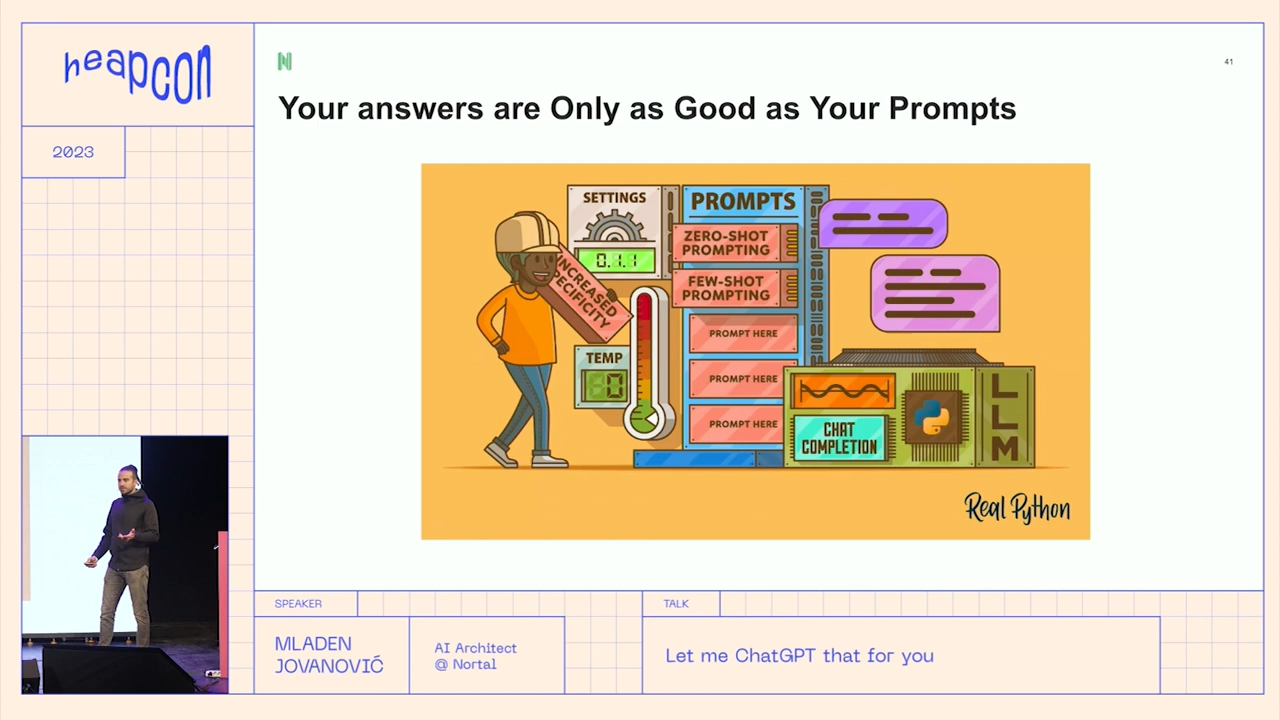 heapcon
2023
N
41
Your answers are Only as Good as Your Prompts
SETTINGS
0.1.1
PROMPTS
ZERO-SHOT
PROMPTING
FEW-SHOT
PROMPTING
INCREASED
SPECIFICITY
PROMPT HERE
TEMP
0
PROMPT HERE
PROMPT HERE
CHAT
COMPLETION
LLM
Real Python
SPEAKER
MLADEN
JOVANOVIĆ
AI Architect
@ Nortal
TALK
Let me ChatGPT that for you